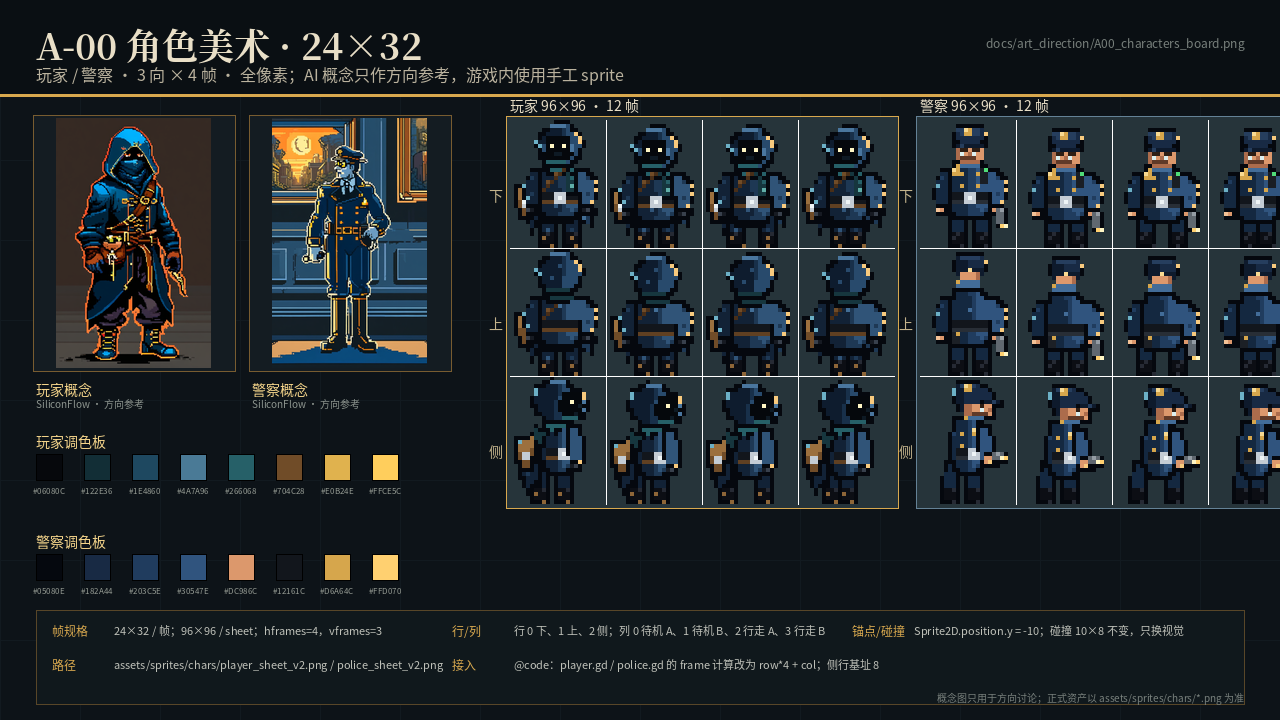 A-00 角色美术 · 24×32
docs/art_direction/A00_characters_board.png
玩家 / 警察 · 3 向 × 4 帧 · 全像素；AI 概念只作方向参考，游戏内使用手工 sprite
玩家 96×96 · 12 帧
警察 96×96 · 12 帧
下
下
上
上
侧
侧
玩家概念
SiliconFlow · 方向参考
警察概念
SiliconFlow · 方向参考
玩家调色板
#06080C #122E36 #1E4860 #4A7A96 #266068 #704C28 #E0B24E #FFCE5C
警察调色板
#05080E #182A44 #203C5E #30547E #DC986C #12161C #D6A64C #FFD070
帧规格 24×32 / 帧；96×96 / sheet；hframes=4，vframes=3
行/列 行 0 下、1 上、2 侧；列 0 待机 A、1 待机 B、2 行走 A、3 行走 B
锚点/碰撞 Sprite2D.position.y = -10；碰撞 10×8 不变，只换视觉
路径 assets/sprites/chars/player_sheet_v2.png / police_sheet_v2.png
接入 @code：player.gd / police.gd 的 frame 计算改为 row*4 + col；侧行基址 8
概念图只用于方向讨论；正式资产以 assets/sprites/chars/*.png 为准